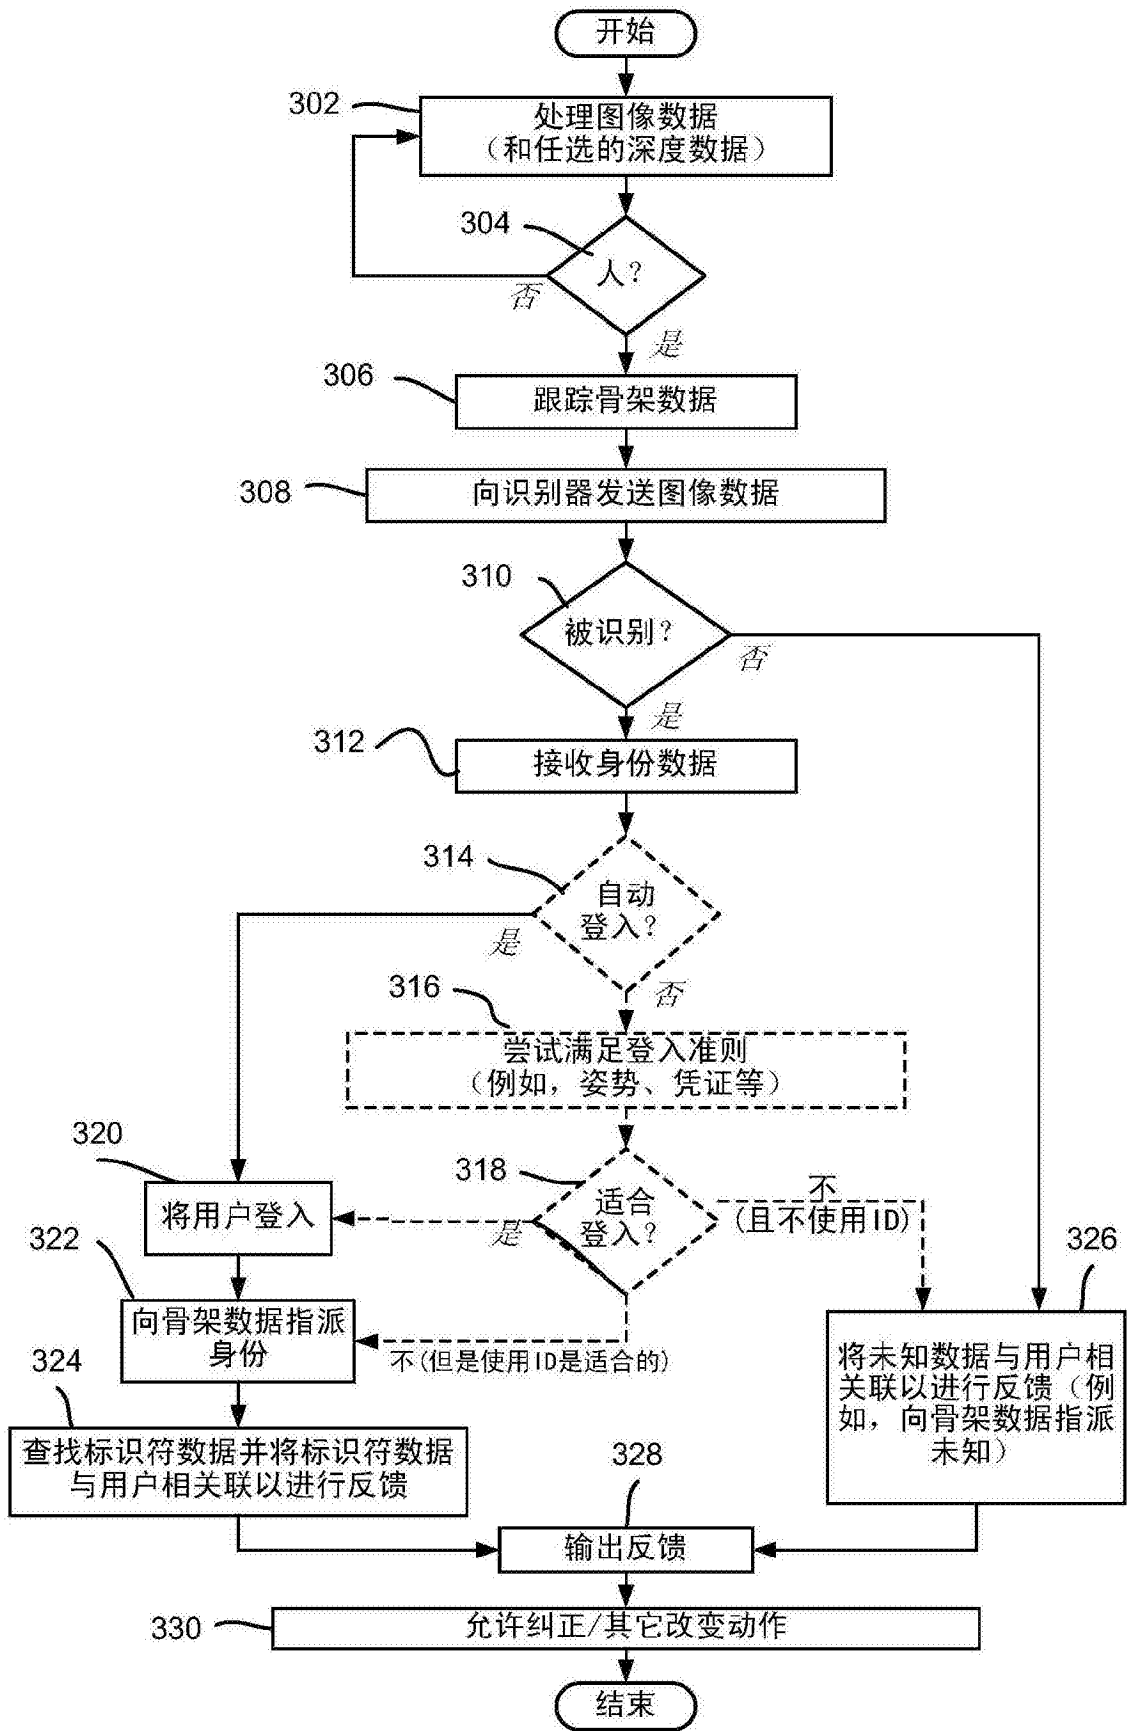 开始
302
处理图像数据
（和任选的深度数据）
304
人？
否
是
306
跟踪骨架数据
308
向识别器发送图像数据
310
被识别？
否
是
312
接收身份数据
314
自动
登入？
是
否
316
尝试满足登入准则
（例如，姿势、凭证等）
320
318
适合
登入？
不
(且不使用ID)
将用户登入
是
326
322
向骨架数据指派
身份
不(但是使用ID是适合的)
324
将未知数据与用户相
关联以进行反馈（例
如，向骨架数据指派
未知）
查找标识符数据并将标识符数据
与用户相关联以进行反馈
328
输出反馈
330
允许纠正/其它改变动作
结束